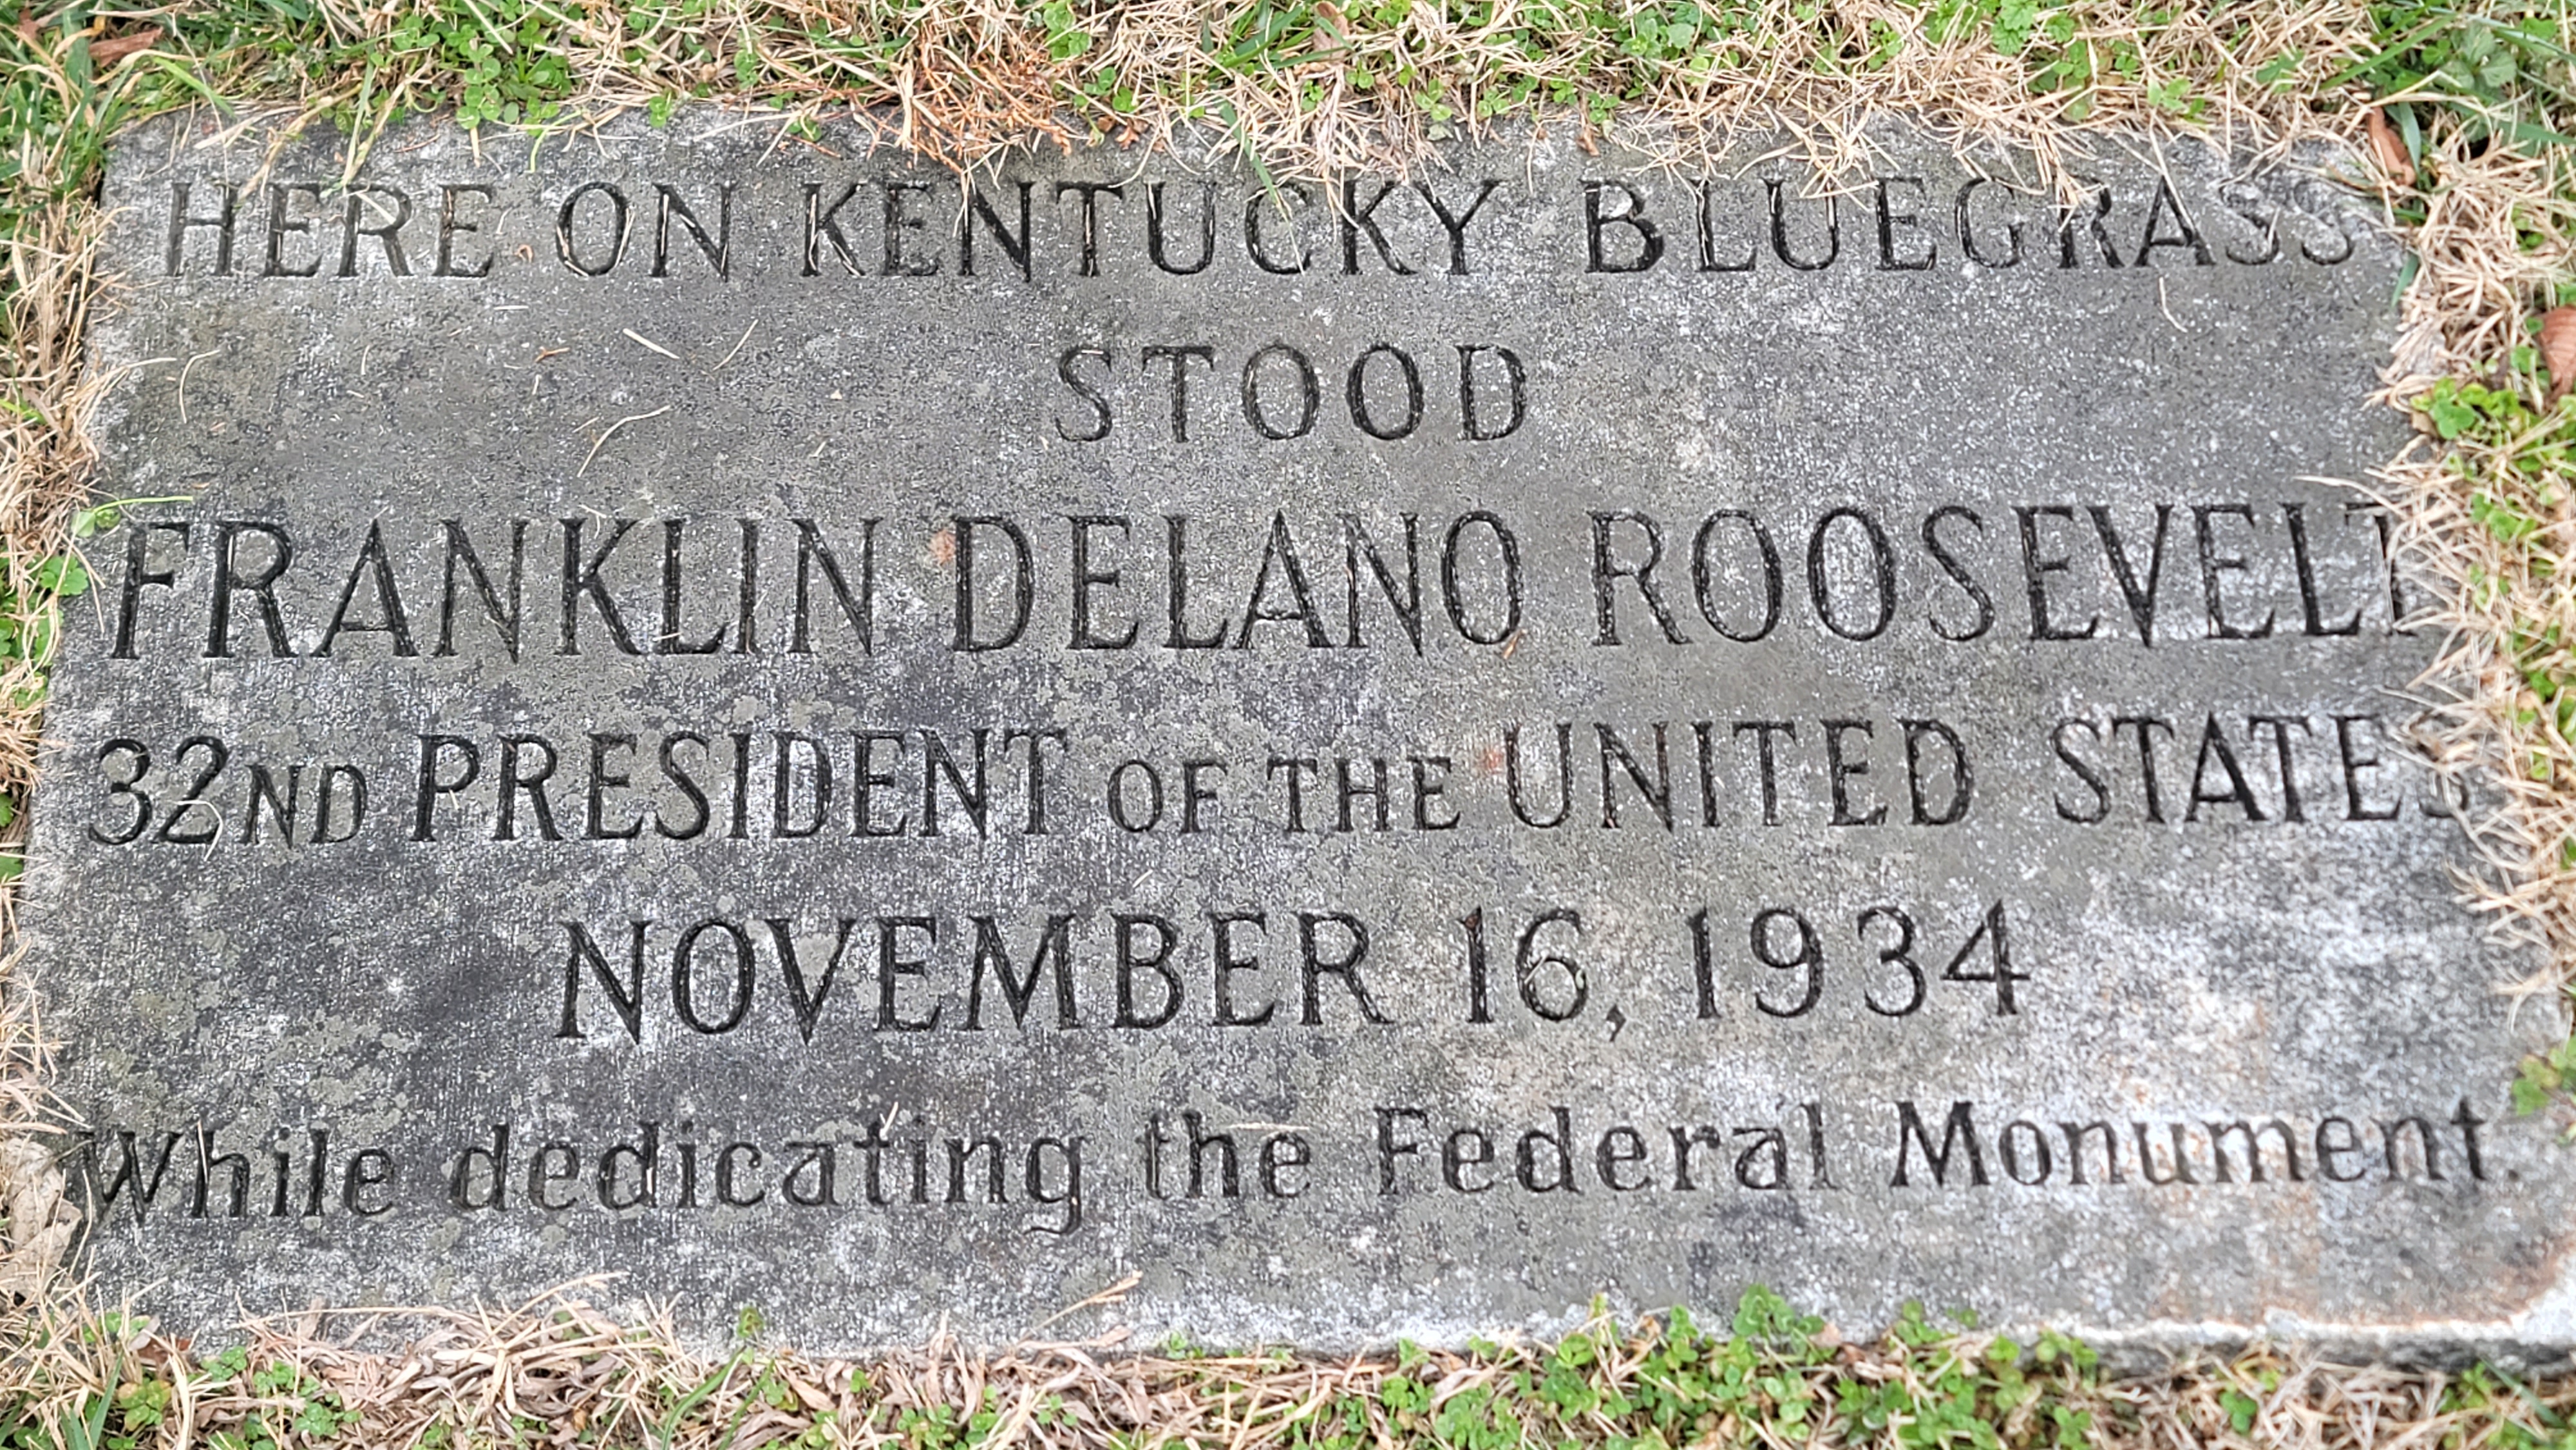 HERE ON KENTUCKY BLUEGRASS
STOOD
FRANKLIN DELANO ROOSEVELT
32ND PRESIDENT OF THE UNITED STATES
NOVEMBER 16, 1934
While dedicating the Federal Monument.